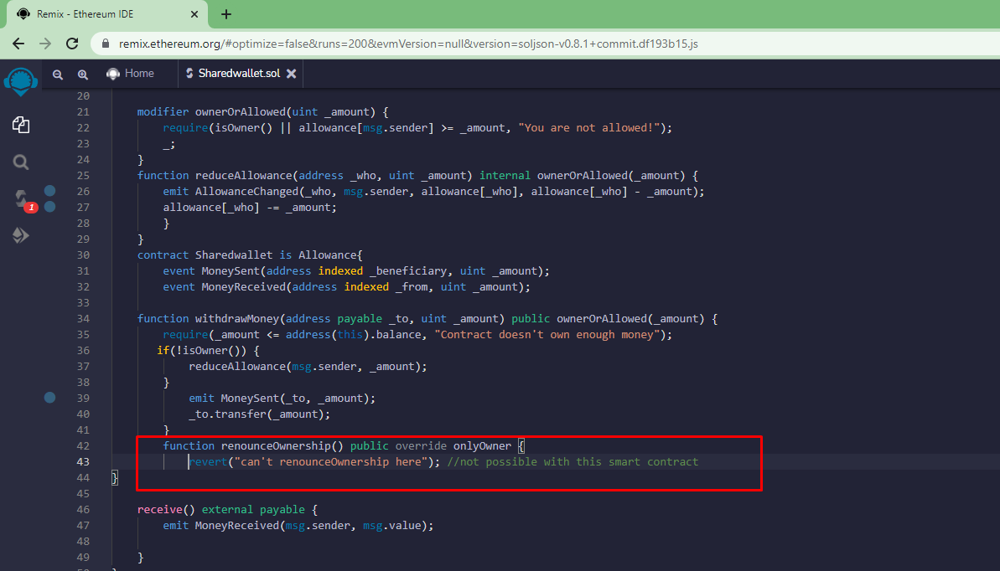 Remix - Ethereum IDE
remix.ethereum.org/#optimize=false&runs=200&evmVersion=null&version=soljson-v0.8.1+commit.df193b15.js
Home
Sharedwallet.sol
20
21 modifier ownerOrAllowed(uint _amount) {
22 require(isOwner() || allowance[msg.sender] >= _amount, "You are not allowed!");
23 _;
24 }
25 function reduceAllowance(address _who, uint _amount) internal ownerOrAllowed(_amount) {
26 emit AllowanceChanged(_who, msg.sender, allowance[_who], allowance[_who] - _amount);
1
27 allowance[_who] -= _amount;
28 }
29 }
30 contract Sharedwallet is Allowance{
31 event MoneySent(address indexed _beneficiary, uint _amount);
32 event MoneyReceived(address indexed _from, uint _amount);
33
34 function withdrawMoney(address payable _to, uint _amount) public ownerOrAllowed(_amount) {
35 require(_amount <= address(this).balance, "Contract doesn't own enough money");
36 if(!isOwner()) {
37 reduceAllowance(msg.sender, _amount);
38 }
39 emit MoneySent(_to, _amount);
40 _to.transfer(_amount);
41 }
42 function renounceOwnership() public override onlyOwner {
43 revert("can't renounceOwnership here"); //not possible with this smart contract
44 }
45
46 receive() external payable {
47 emit MoneyReceived(msg.sender, msg.value);
48
49 }